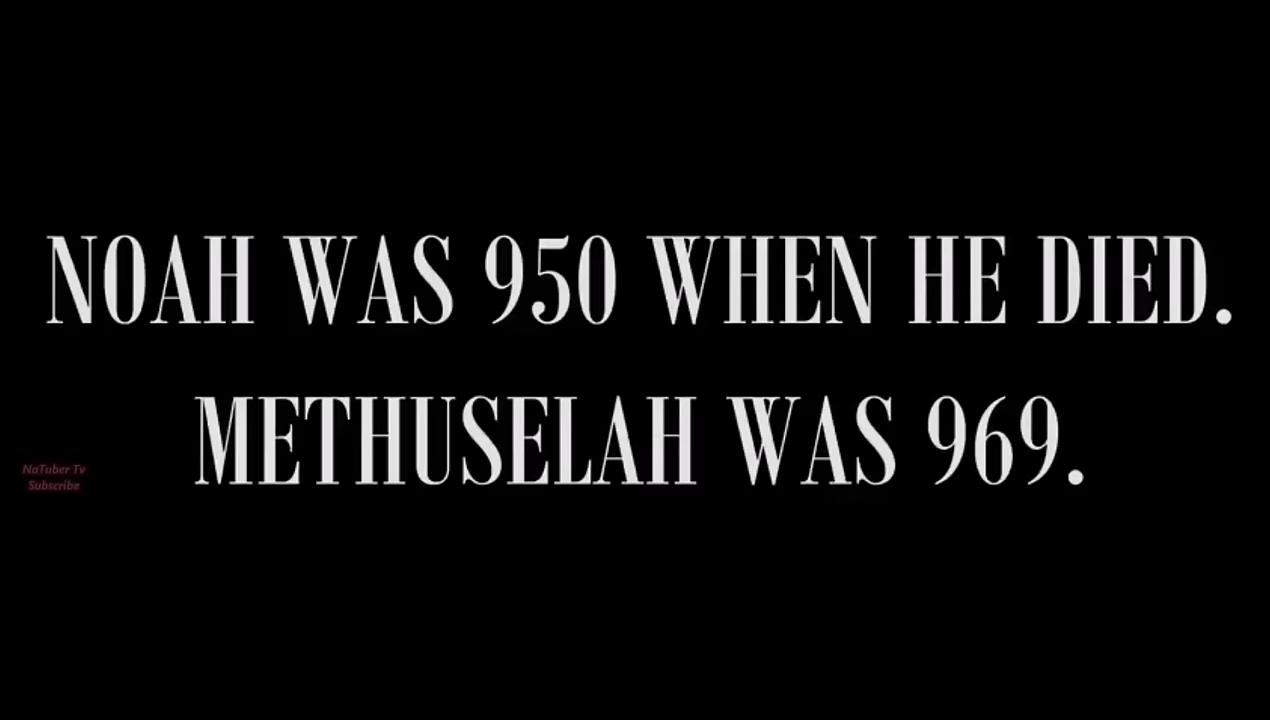 NOAH WAS 950 WHEN HE DIED.
METHUSELAH WAS 969.
NaTuber Tv
Subscribe